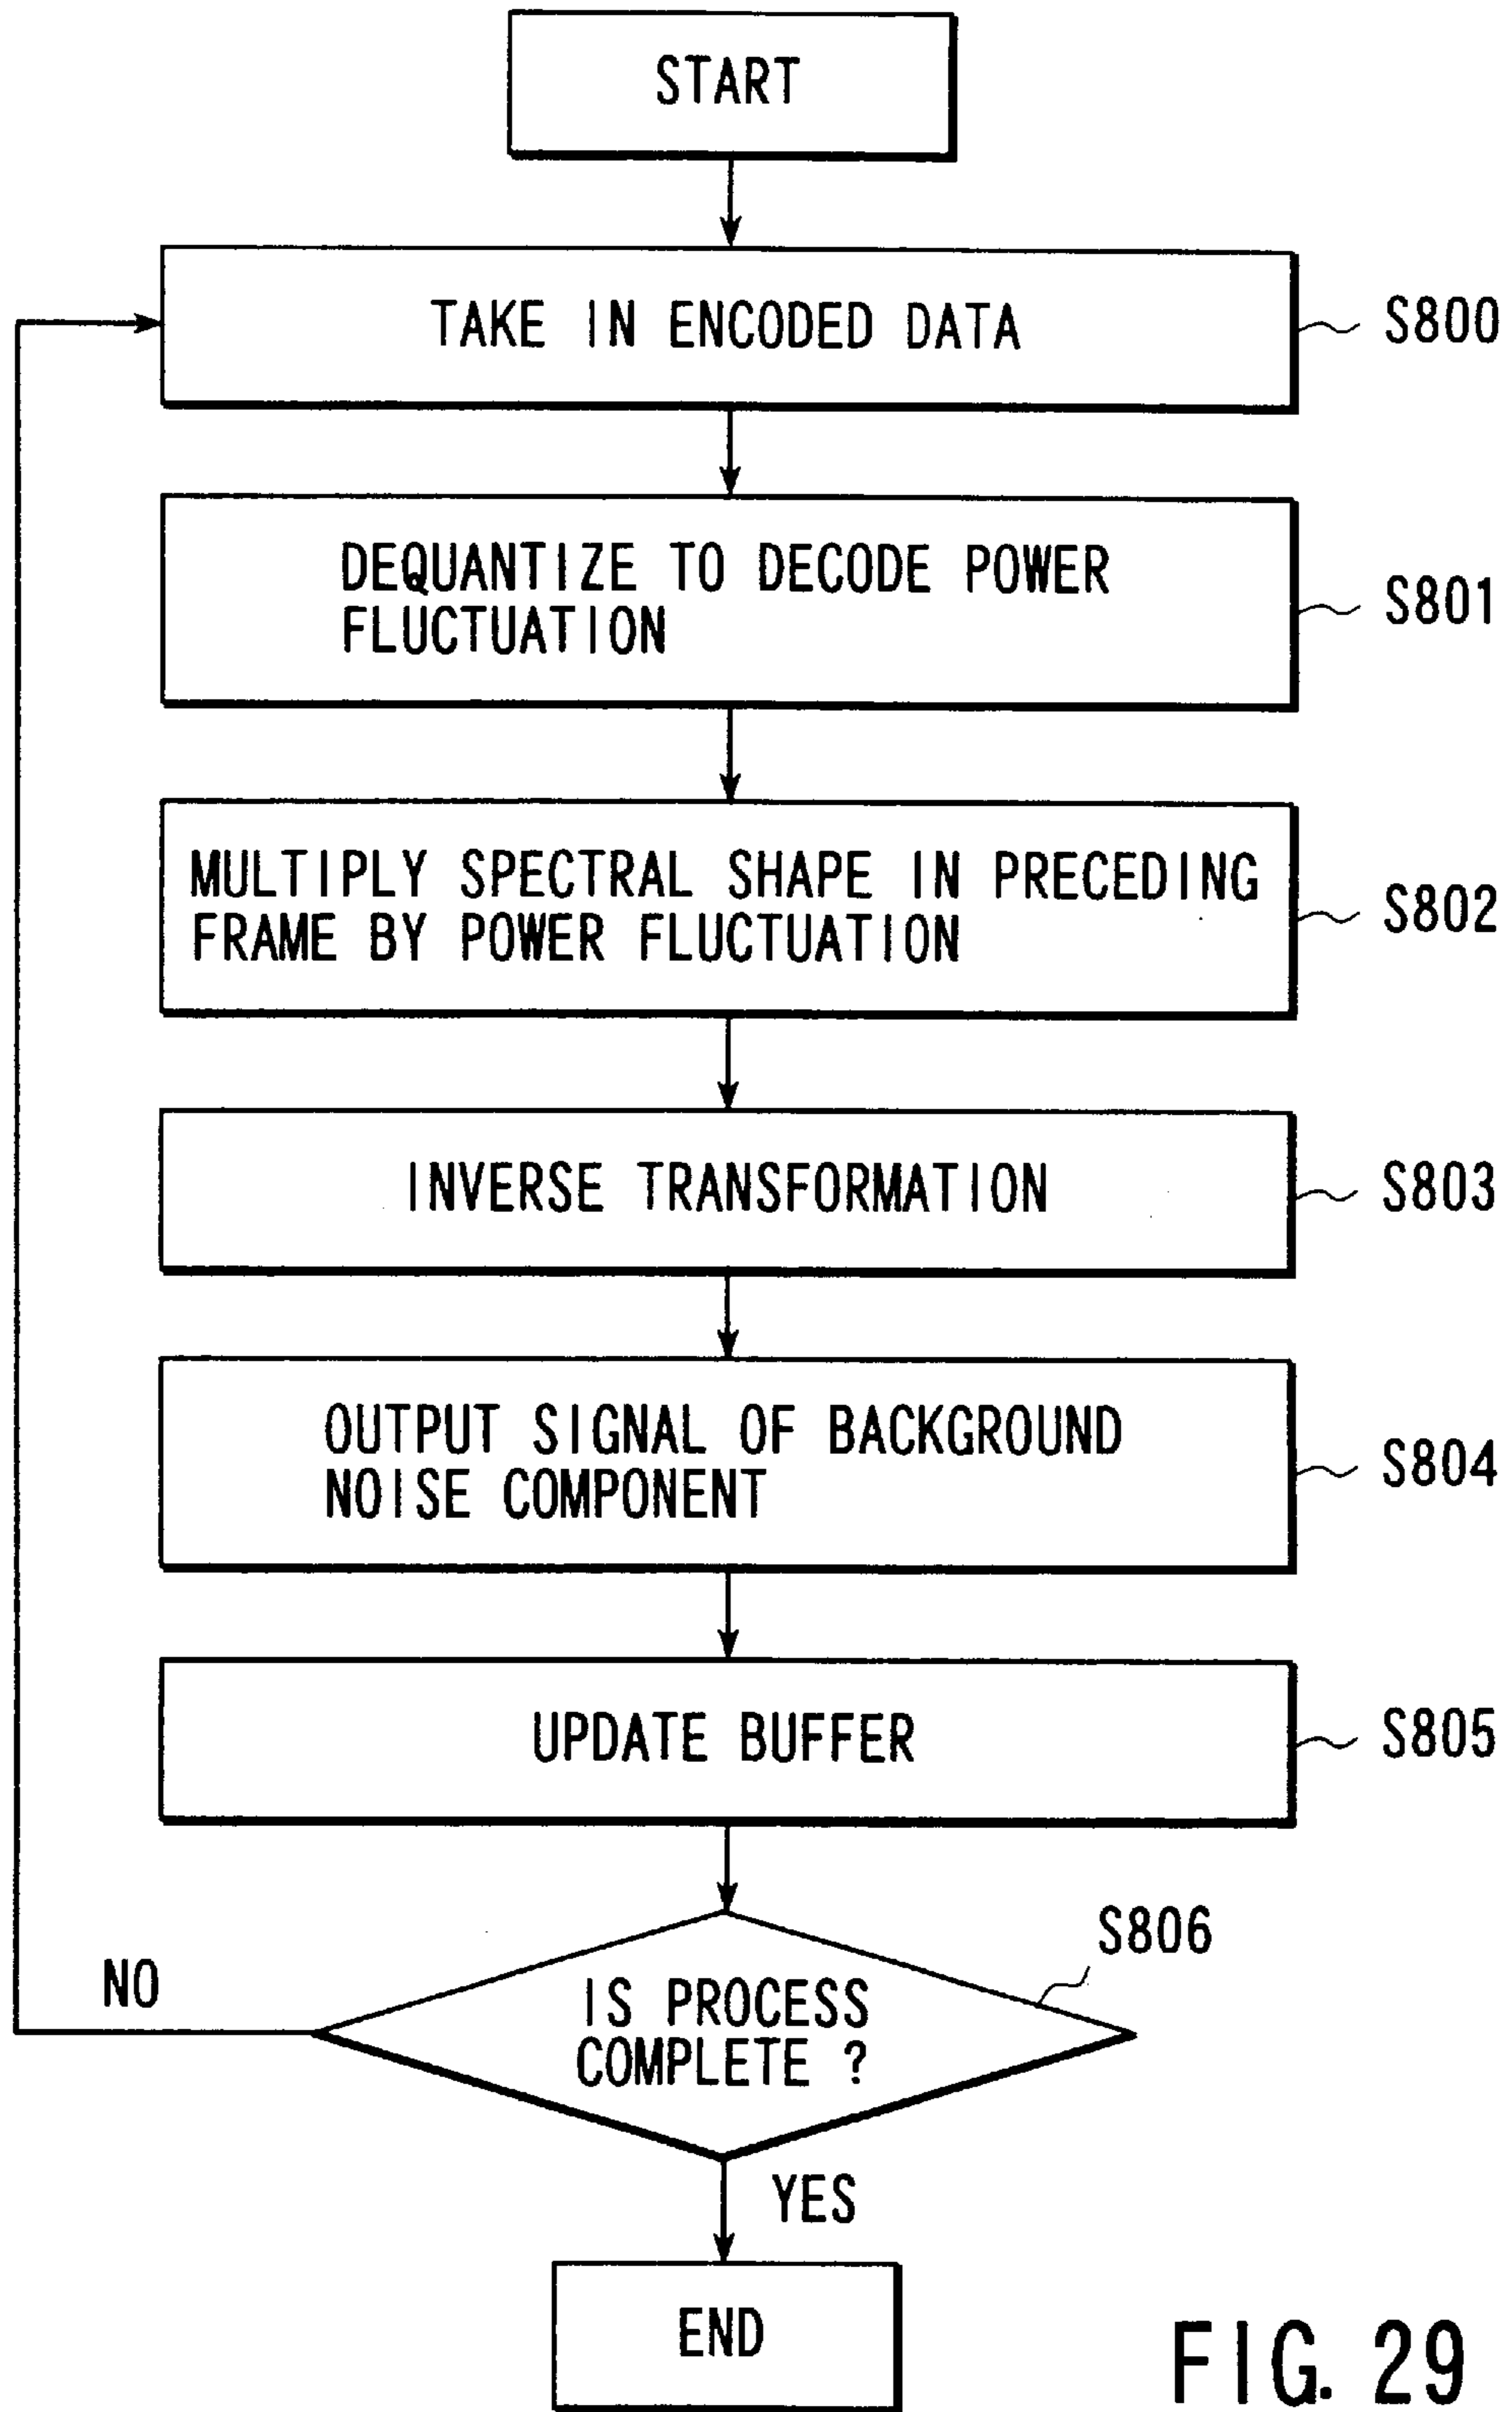 START
TAKE IN ENCODED DATA
S800
DEQUANTIZE TO DECODE POWER
FLUCTUATION
S801
MULTIPLY SPECTRAL SHAPE IN PRECEDING
FRAME BY POWER FLUCTUATION
S802
INVERSE TRANSFORMATION
S803
OUTPUT SIGNAL OF BACKGROUND
NOISE COMPONENT
S804
UPDATE BUFFER
S805
S806
NO
IS PROCESS
COMPLETE ?
YES
END
FIG. 29